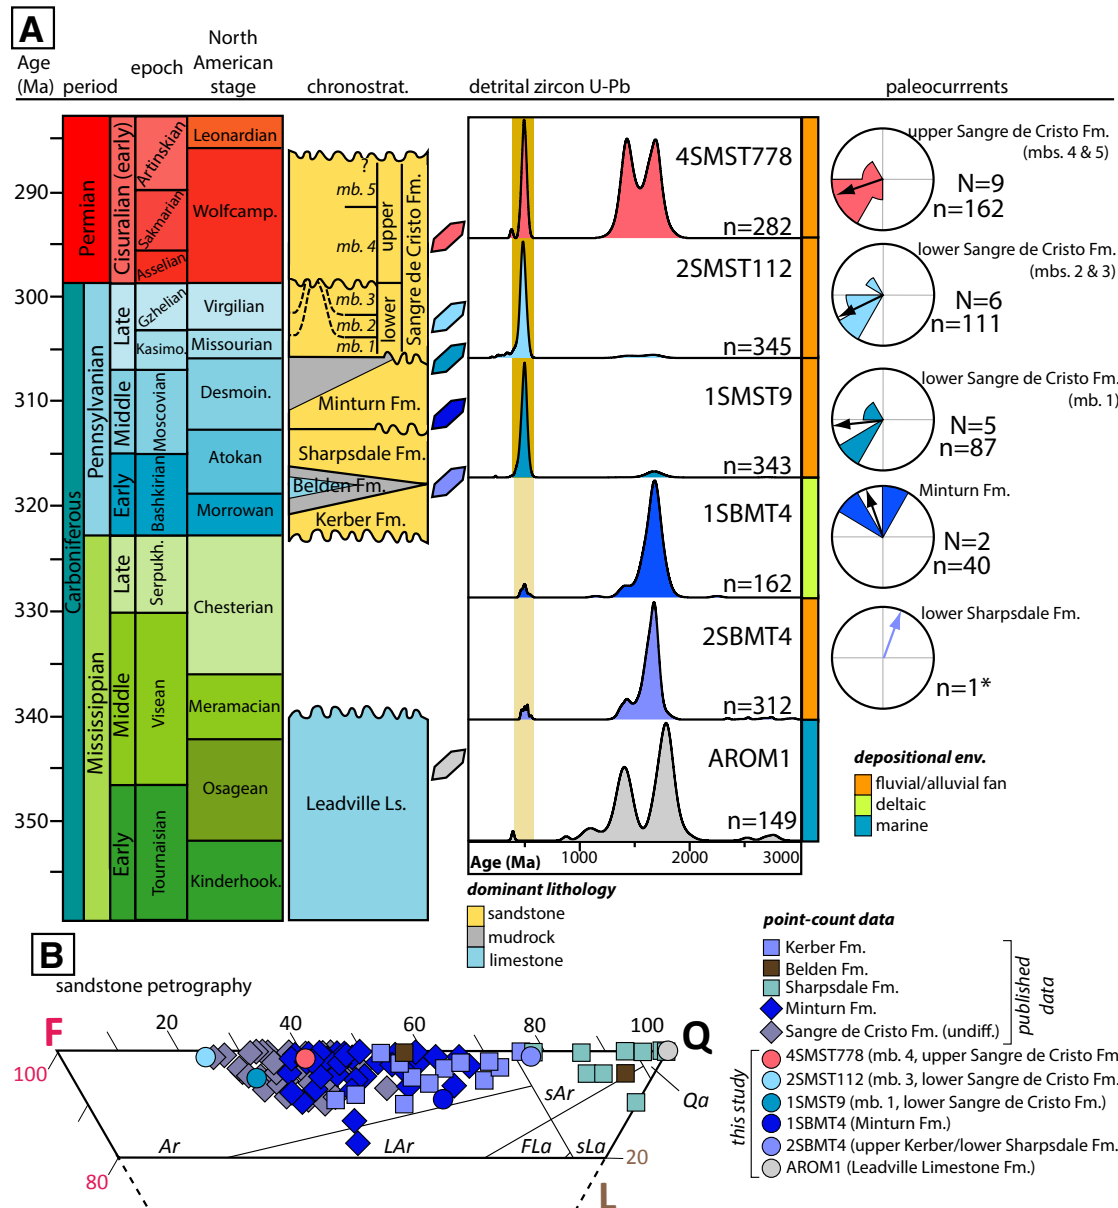 A
Age
(Ma)
period
epoch
North
American
stage
chronostrat.
detrital zircon U-Pb
paleocurrrents
290
300
310
320
330
340
350
Permian
Carboniferous
Pennsylvanian
Mississippian
Cisuralian (early)
Late
Middle
Early
Late
Middle
Early
Artinskian
Sakmarian
Asselian
Gzhelian
Kasimo.
Moscovian
Bashkirian
Serpukh.
Visean
Tournaisian
Leonardian
Wolfcamp.
Virgilian
Missourian
Desmoin.
Atokan
Morrowan
Chesterian
Meramacian
Osagean
Kinderhook.
?
mb. 5
mb. 4
mb. 3
mb. 2
mb. 1
upper
lower
Sangre de Cristo Fm.
Minturn Fm.
Sharpsdale Fm.
Belden Fm.
Kerber Fm.
Leadville Ls.
4SMST778
n=282
2SMST112
n=345
1SMST9
n=343
1SBMT4
n=162
2SBMT4
n=312
AROM1
n=149
Age (Ma)
1000
2000
3000
upper Sangre de Cristo Fm.
(mbs. 4 & 5)
N=9
n=162
lower Sangre de Cristo Fm.
(mbs. 2 & 3)
N=6
n=111
lower Sangre de Cristo Fm.
(mb. 1)
N=5
n=87
Minturn Fm.
N=2
n=40
lower Sharpsdale Fm.
n=1*
depositional env.
fluvial/alluvial fan
deltaic
marine
dominant lithology
sandstone
mudrock
limestone
B
sandstone petrography
F
20
40
60
80
100
Q
100
80
20
L
Ar
LAr
sAr
FLa
sLa
Qa
point-count data
Kerber Fm.
Belden Fm.
Sharpsdale Fm.
Minturn Fm.
Sangre de Cristo Fm. (undiff.)
published
data
this study
4SMST778 (mb. 4, upper Sangre de Cristo Fm
2SMST112 (mb. 3, lower Sangre de Cristo Fm.
1SMST9 (mb. 1, lower Sangre de Cristo Fm.)
1SBMT4 (Minturn Fm.)
2SBMT4 (upper Kerber/lower Sharpsdale Fm.
AROM1 (Leadville Limestone Fm.)